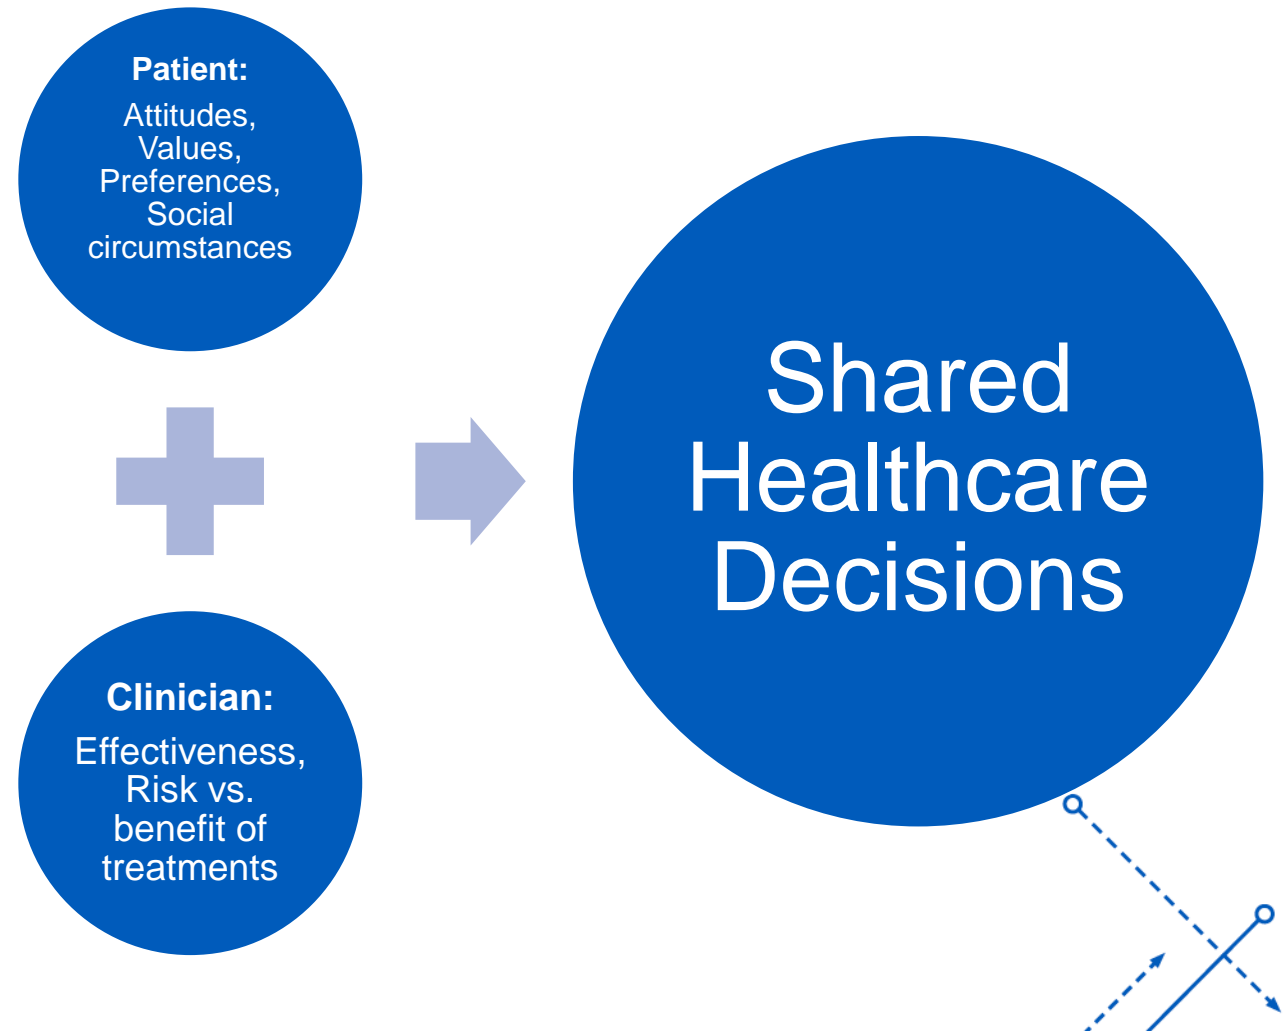 Patient:
Attitudes,
Values,
Preferences,
Social
circumstances
Clinician:
Effectiveness,
Risk vs.
benefit of
treatments
Shared
Healthcare
Decisions